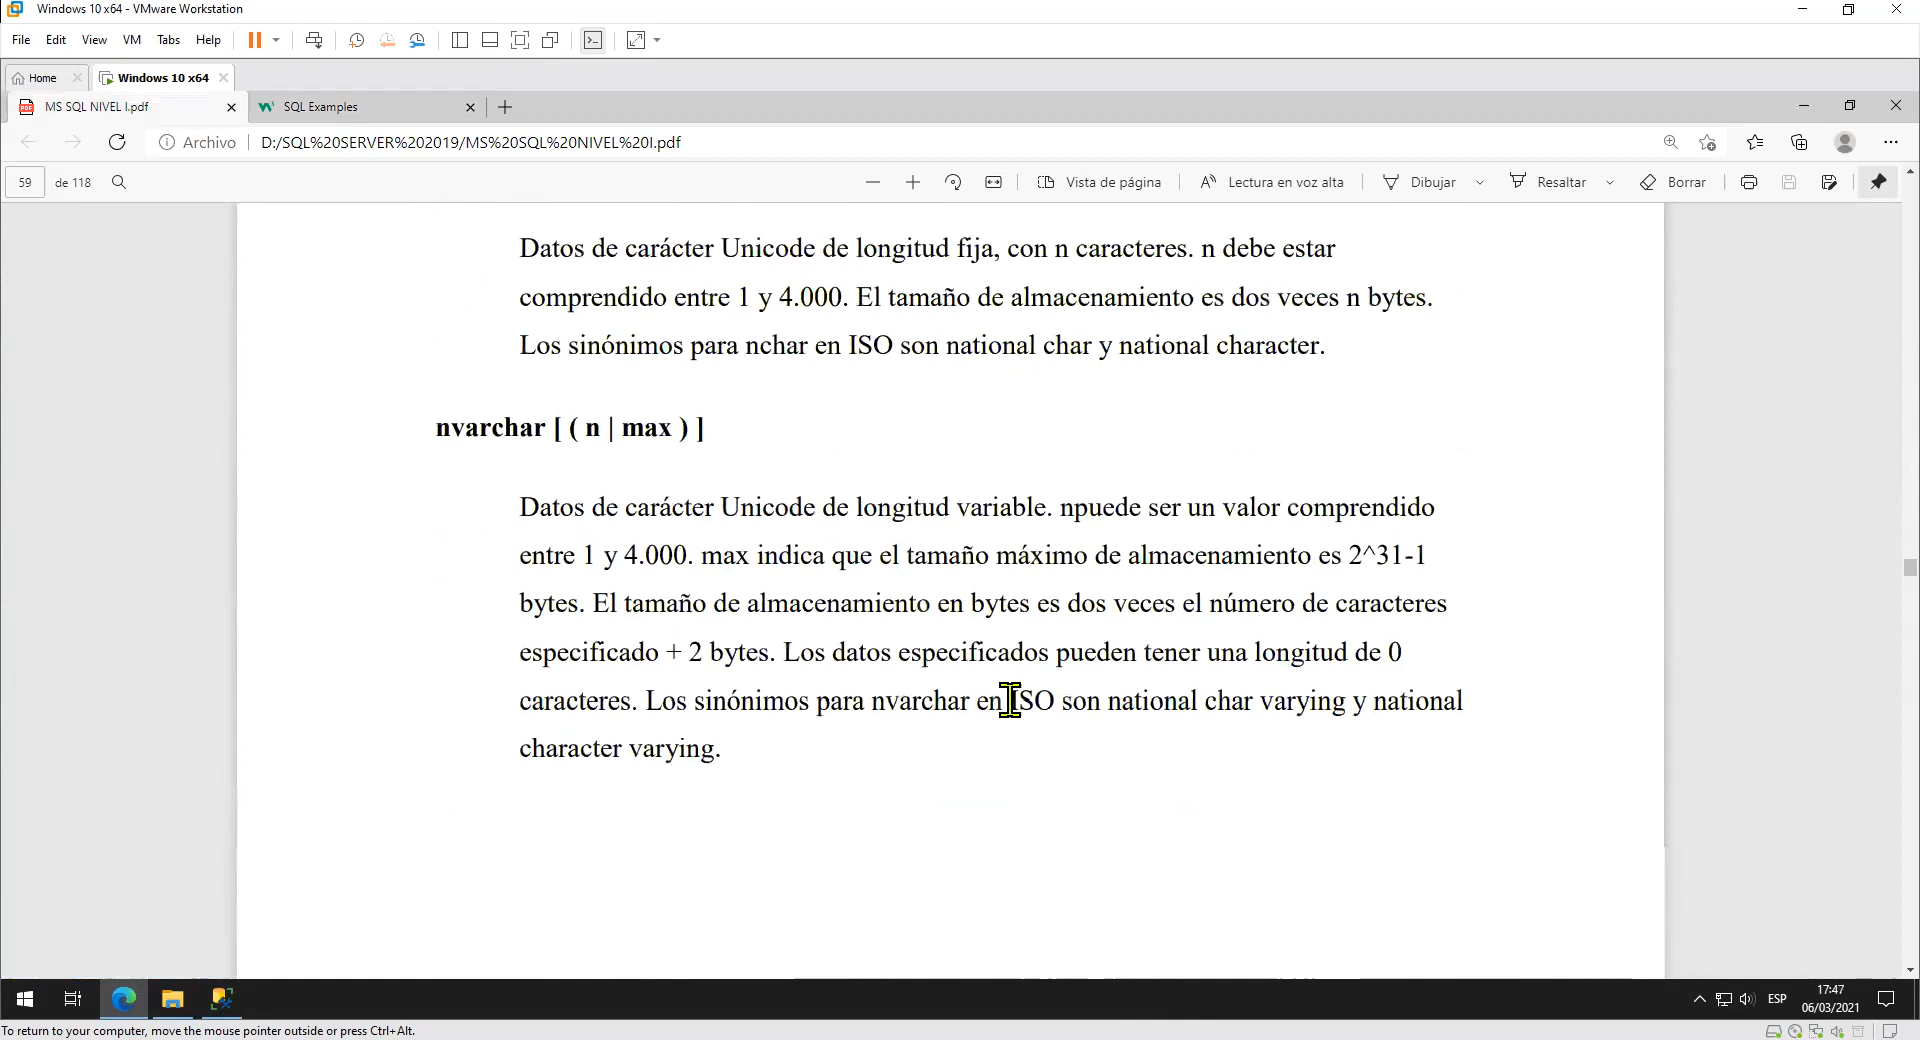 Windows 10 x64 - VMware Workstation
File Edit View VM Tabs Help
Home Windows 10 x64
MS SQL NIVEL I.pdf SQL Examples
Archivo D:/SQL%20SERVER%202019/MS%20SQL%20NIVEL%20I.pdf
59 de 118 Vista de página Lectura en voz alta Dibujar Resaltar Borrar
Datos de carácter Unicode de longitud fija, con n caracteres. n debe estar
comprendido entre 1 y 4.000. El tamaño de almacenamiento es dos veces n bytes.
Los sinónimos para nchar en ISO son national char y national character.
nvarchar [ ( n | max ) ]
Datos de carácter Unicode de longitud variable. npuede ser un valor comprendido
entre 1 y 4.000. max indica que el tamaño máximo de almacenamiento es 2^31-1
bytes. El tamaño de almacenamiento en bytes es dos veces el número de caracteres
especificado + 2 bytes. Los datos especificados pueden tener una longitud de 0
caracteres. Los sinónimos para nvarchar en ISO son national char varying y national
character varying.
ESP
17:47
06/03/2021
To return to your computer, move the mouse pointer outside or press Ctrl+Alt.